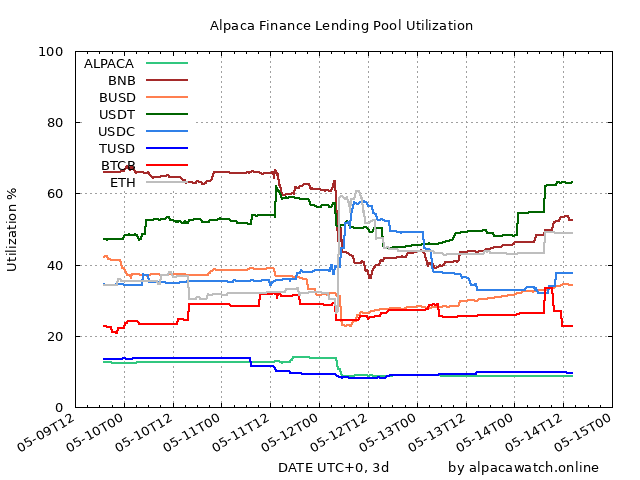 Alpaca Finance Lending Pool Utilization
100
80
60
40
20
0
Utilization %
ALPACA
BNB
BUSD
USDT
USDC
TUSD
BTCB
ETH
05-09T12
05-10T00
05-10T12
05-11T00
05-11T12
05-12T00
05-12T12
05-13T00
05-13T12
05-14T00
05-14T12
05-15T00
DATE UTC+0, 3d
by alpacawatch.online